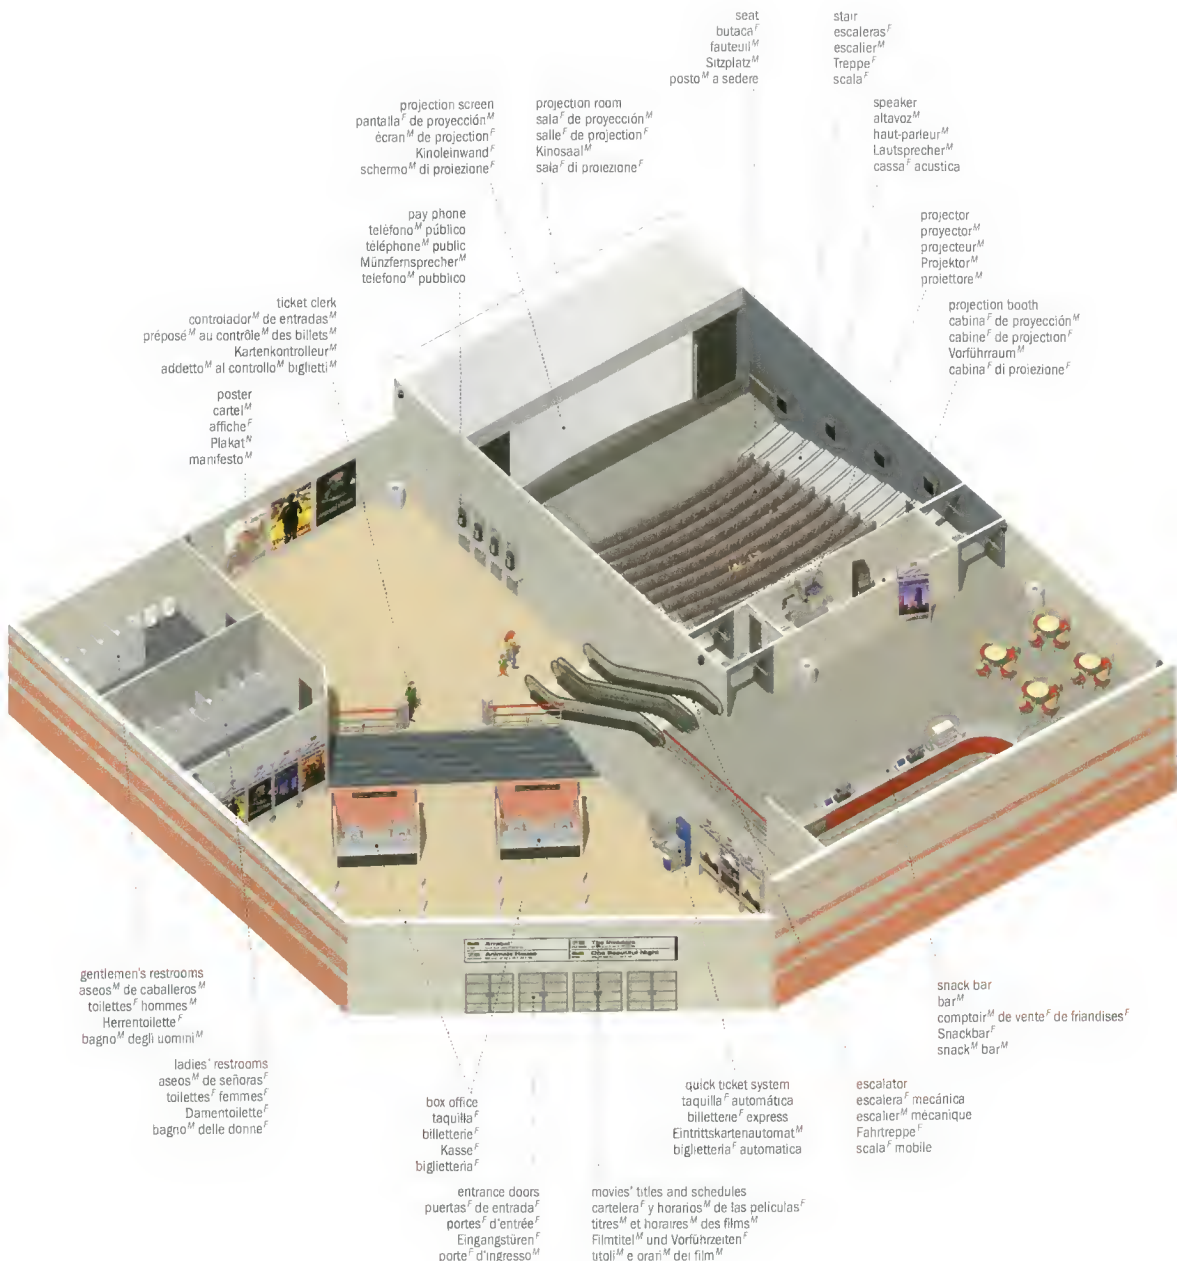 seat
butaca^F
fauteuil^M
Sitzplatz^M
posto^M a sedere
stair
escaleras^F
escalier^M
Treppe^F
scala^F
projection screen
pantalla^F de proyección^M
écran^M de projection^F
Kinoleinwand^F
schermo^M di proiezione^F
projection room
sala^F de proyección^M
salle^F de projection^F
Kinosaal^M
sala^F di proiezione^F
speaker
altavoz^M
haut-parleur^M
Lautsprecher^M
cassa^F acustica
pay phone
teléfono^M público
téléphone^M public
Münzfernsprecher^M
telefono^M pubblico
projector
proyector^M
projecteur^M
Projektor^M
proiettore^M
ticket clerk
controlador^M de entradas^M
préposé^M au contrôle^M des billets^M
Kartenkontrolleur^M
addetto^M al controllo^M biglietti^M
projection booth
cabina^F de proyección^M
cabine^F de projection^F
Vorführraum^M
cabina^F di proiezione^F
poster
cartel^M
affiche^F
Plakat^N
manifesto^M
The Invaders
Animals House
One Beautiful Night
gentlemen's restrooms
aseos^M de caballeros^M
toilettes^F hommes^M
Herrentoilette^F
bagno^M degli uomini^M
ladies' restrooms
aseos^M de señoras^F
toilettes^F femmes^F
Damentoilette^F
bagno^M delle donne^F
box office
taquilla^F
billetterie^F
Kasse^F
biglietteria^F
entrance doors
puertas^F de entrada^F
portes^F d'entrée^F
Eingangstüren^F
porte^F d'ingresso^M
movies' titles and schedules
cartelera^F y horarios^M de las películas^F
titres^M et horaires^M des films^M
Filmtitel^M und Vorführzeiten^F
titoli^M e orari^M dei film^M
quick ticket system
taquilla^F automática
billetterie^F express
Eintrittskartenautomat^M
biglietteria^F automatica
escalator
escalera^F mecánica
escalier^M mécanique
Fahrtreppe^F
scala^F mobile
snack bar
bar^M
comptoir^M de vente^F de friandises^F
Snackbar^F
snack^M bar^M